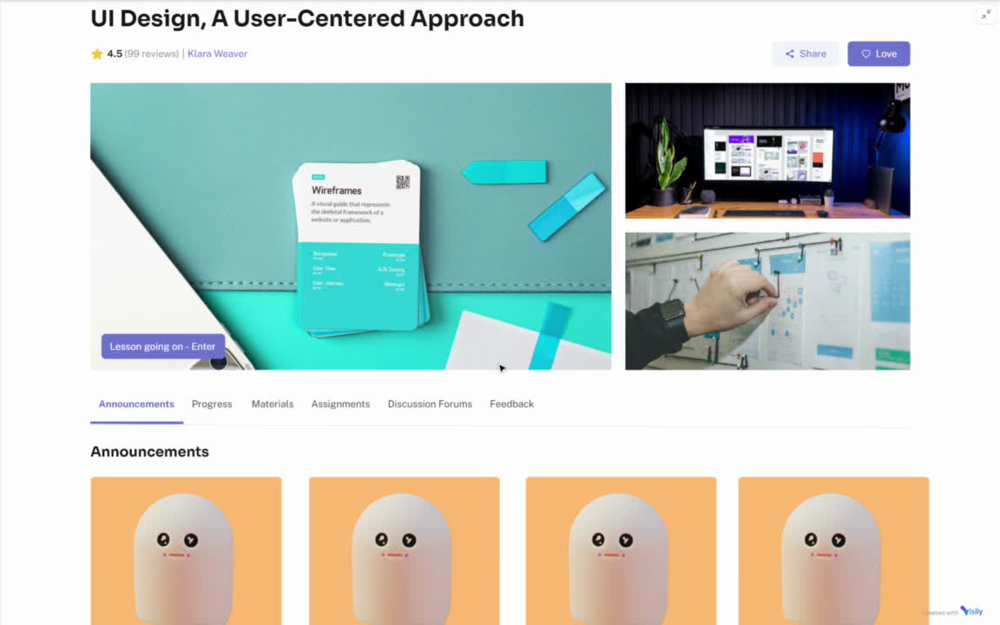 UI Design, A User-Centered Approach
4.5 (99 reviews) | Klara Weaver
Share
Love
Wireframes
A visual guide that represents
the skeletal framework of a
website or application.
Navigation
Prototype
User Flow
A/B Testing
User Journey
Lesson going on - Enter
Announcements
Progress
Materials
Assignments
Discussion Forums
Feedback
Announcements
Created with Visily